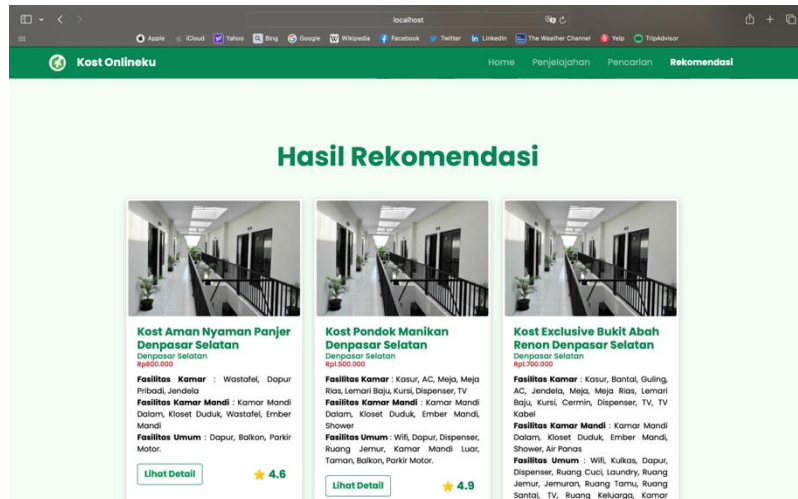 localhost
Apple iCloud Yahoo Bing Google Wikipedia Facebook Twitter LinkedIn The Weather Channel Yelp TripAdvisor
Kost Onlineku
Home Penjelajahan Pencarian Rekomendasi
Hasil Rekomendasi
Kost Aman Nyaman Panjer
Denpasar Selatan
Denpasar Selatan
Rp800.000
Fasilitas Kamar : Wastafel, Dapur
Pribadi, Jendela
Fasilitas Kamar Mandi : Kamar Mandi
Dalam, Kloset Duduk, Wastafel, Ember
Mandi
Fasilitas Umum : Dapur, Balkon, Parkir
Motor.
Lihat Detail
4.6
Kost Pondok Manikan
Denpasar Selatan
Denpasar Selatan
Rp1.500.000
Fasilitas Kamar : Kasur, AC, Meja, Meja
Rias, Lemari Baju, Kursi, Dispenser, TV
Fasilitas Kamar Mandi : Kamar Mandi
Dalam, Kloset Duduk, Ember Mandi,
Shower
Fasilitas Umum : Wifi, Dapur, Dispenser,
Ruang Jemur, Kamar Mandi Luar,
Taman, Balkon, Parkir Motor.
Lihat Detail
4.9
Kost Exclusive Bukit Abah
Renon Denpasar Selatan
Denpasar Selatan
Rp1.700.000
Fasilitas Kamar : Kasur, Bantal, Guling,
AC, Jendela, Meja, Meja Rias, Lemari
Baju, Kursi, Cermin, Dispenser, TV, TV
Kabel
Fasilitas Kamar Mandi : Kamar Mandi
Dalam, Kloset Duduk, Ember Mandi,
Shower, Air Panas
Fasilitas Umum : Wifi, Kulkas, Dapur,
Dispenser, Ruang Cuci, Laundry, Ruang
Jemur, Jemuran, Ruang Tamu, Ruang
Santai, TV, Ruang Keluarga, Kamar